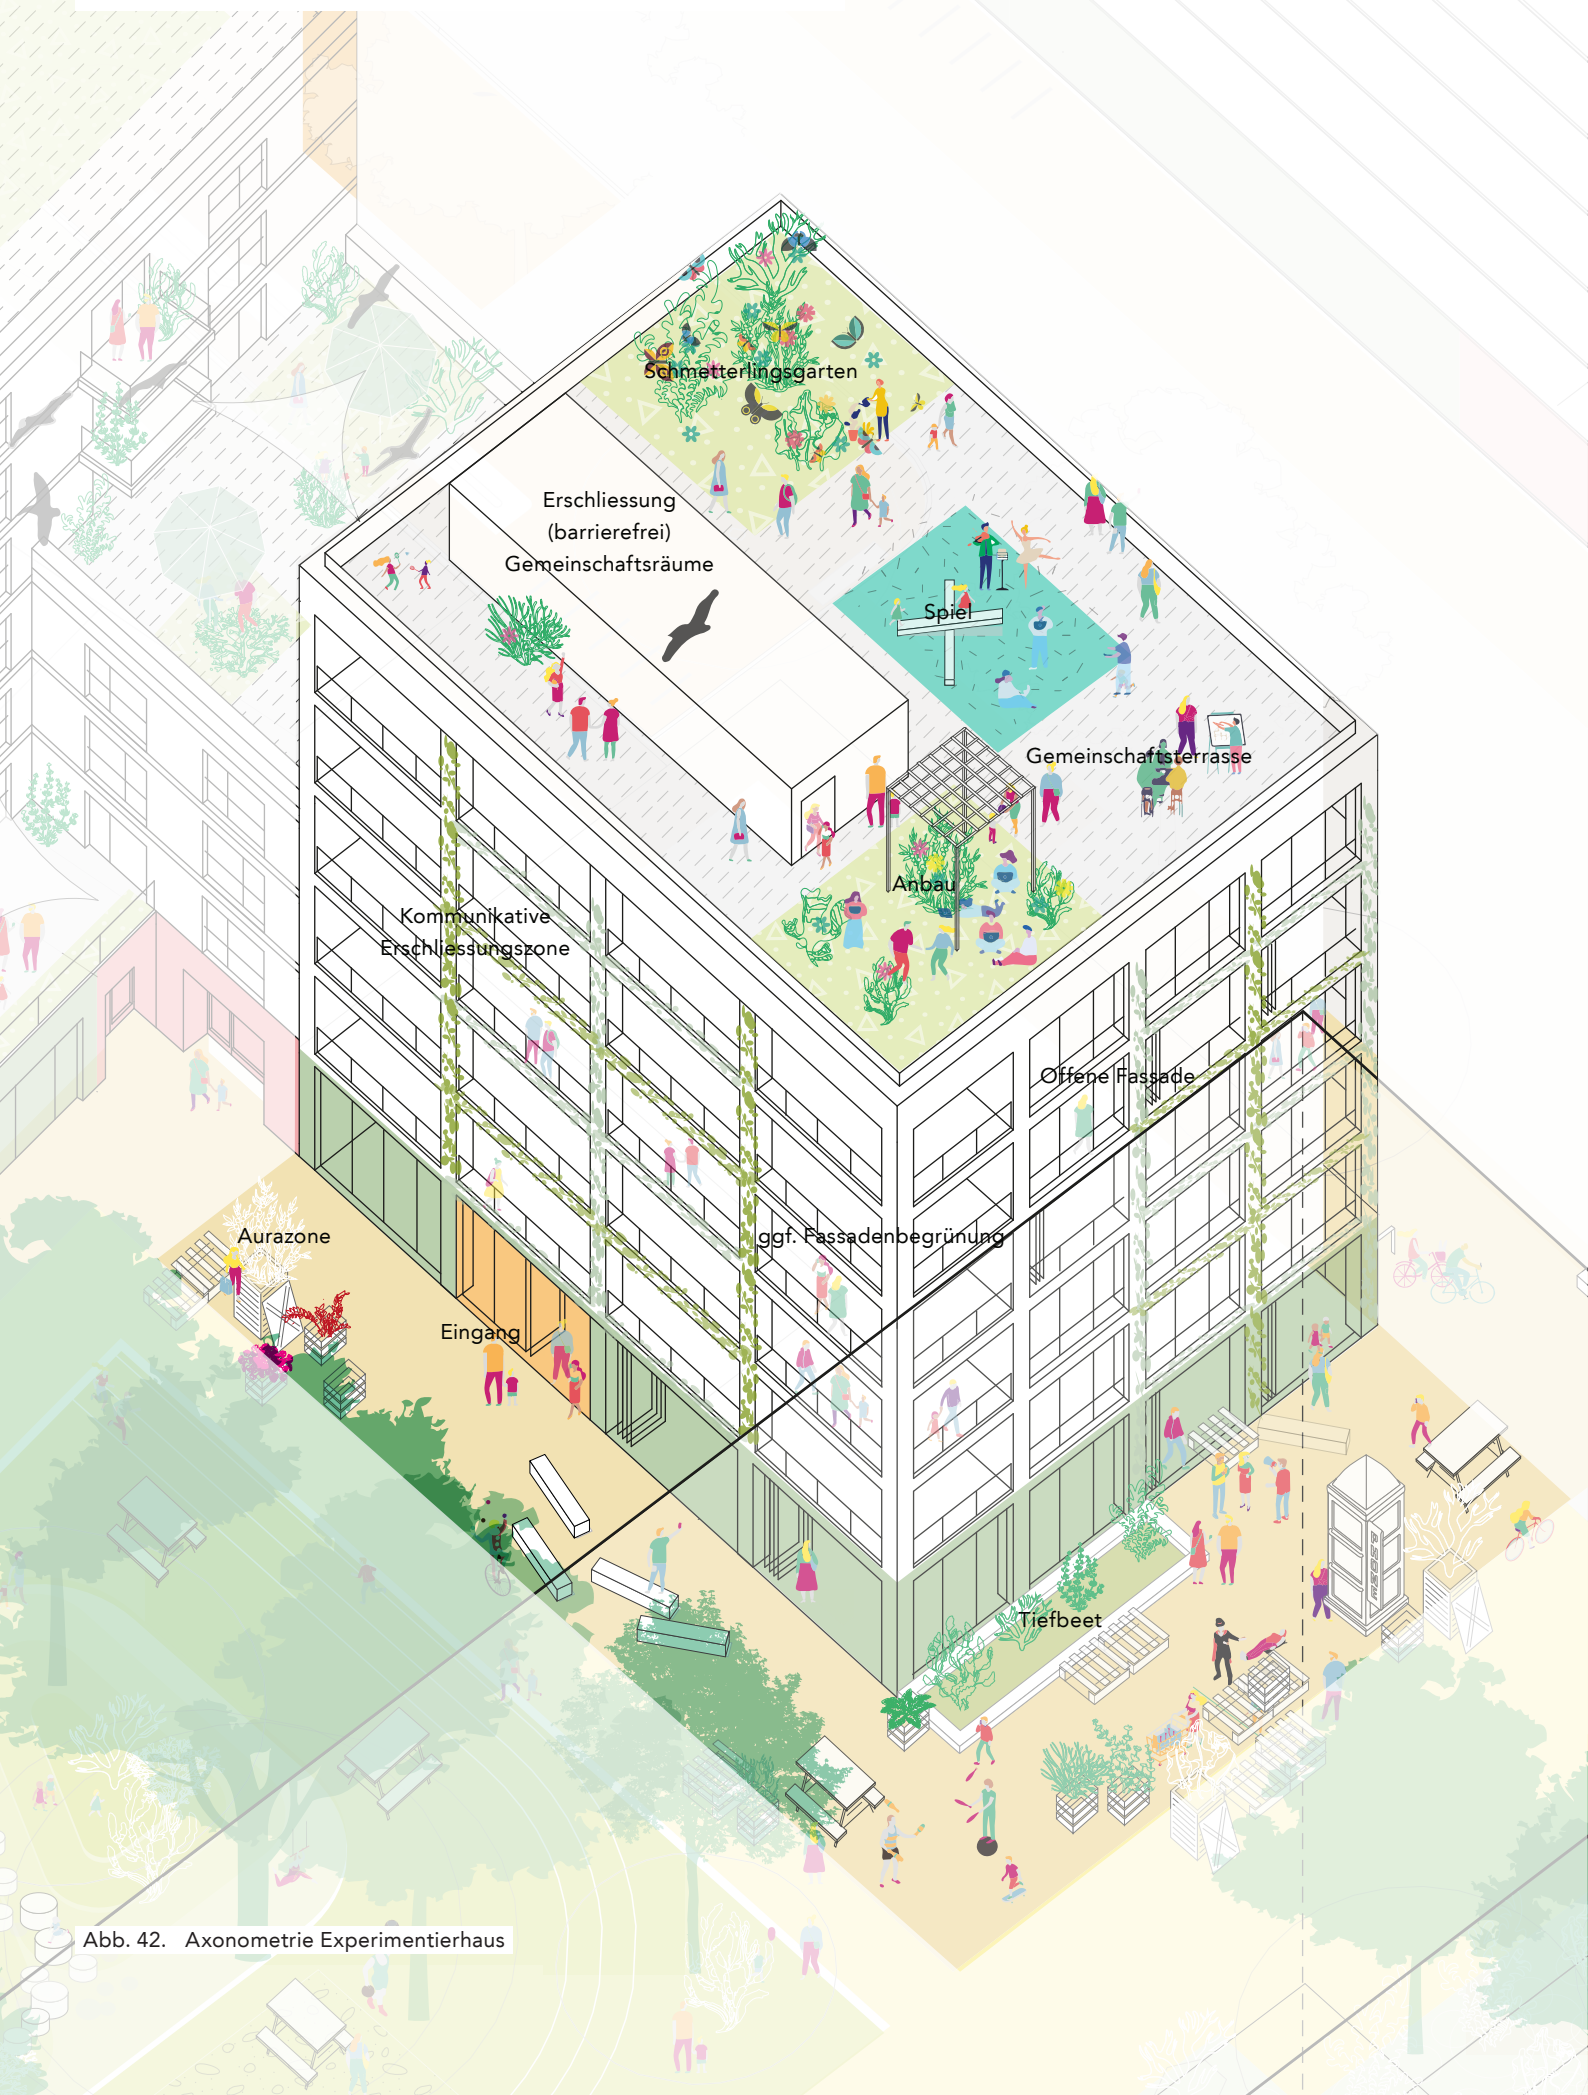 Schmetterlingsgarten
Erschliessung
(barrierefrei)
Gemeinschaftsräume
Spiel
Gemeinschaftsterrasse
Anbau
Kommunikative
Erschliessungszone
Offene Fassade
Aurazone
ggf. Fassadenbegrünung
Eingang
Tiefbeet
Abb. 42. Axonometrie Experimentierhaus